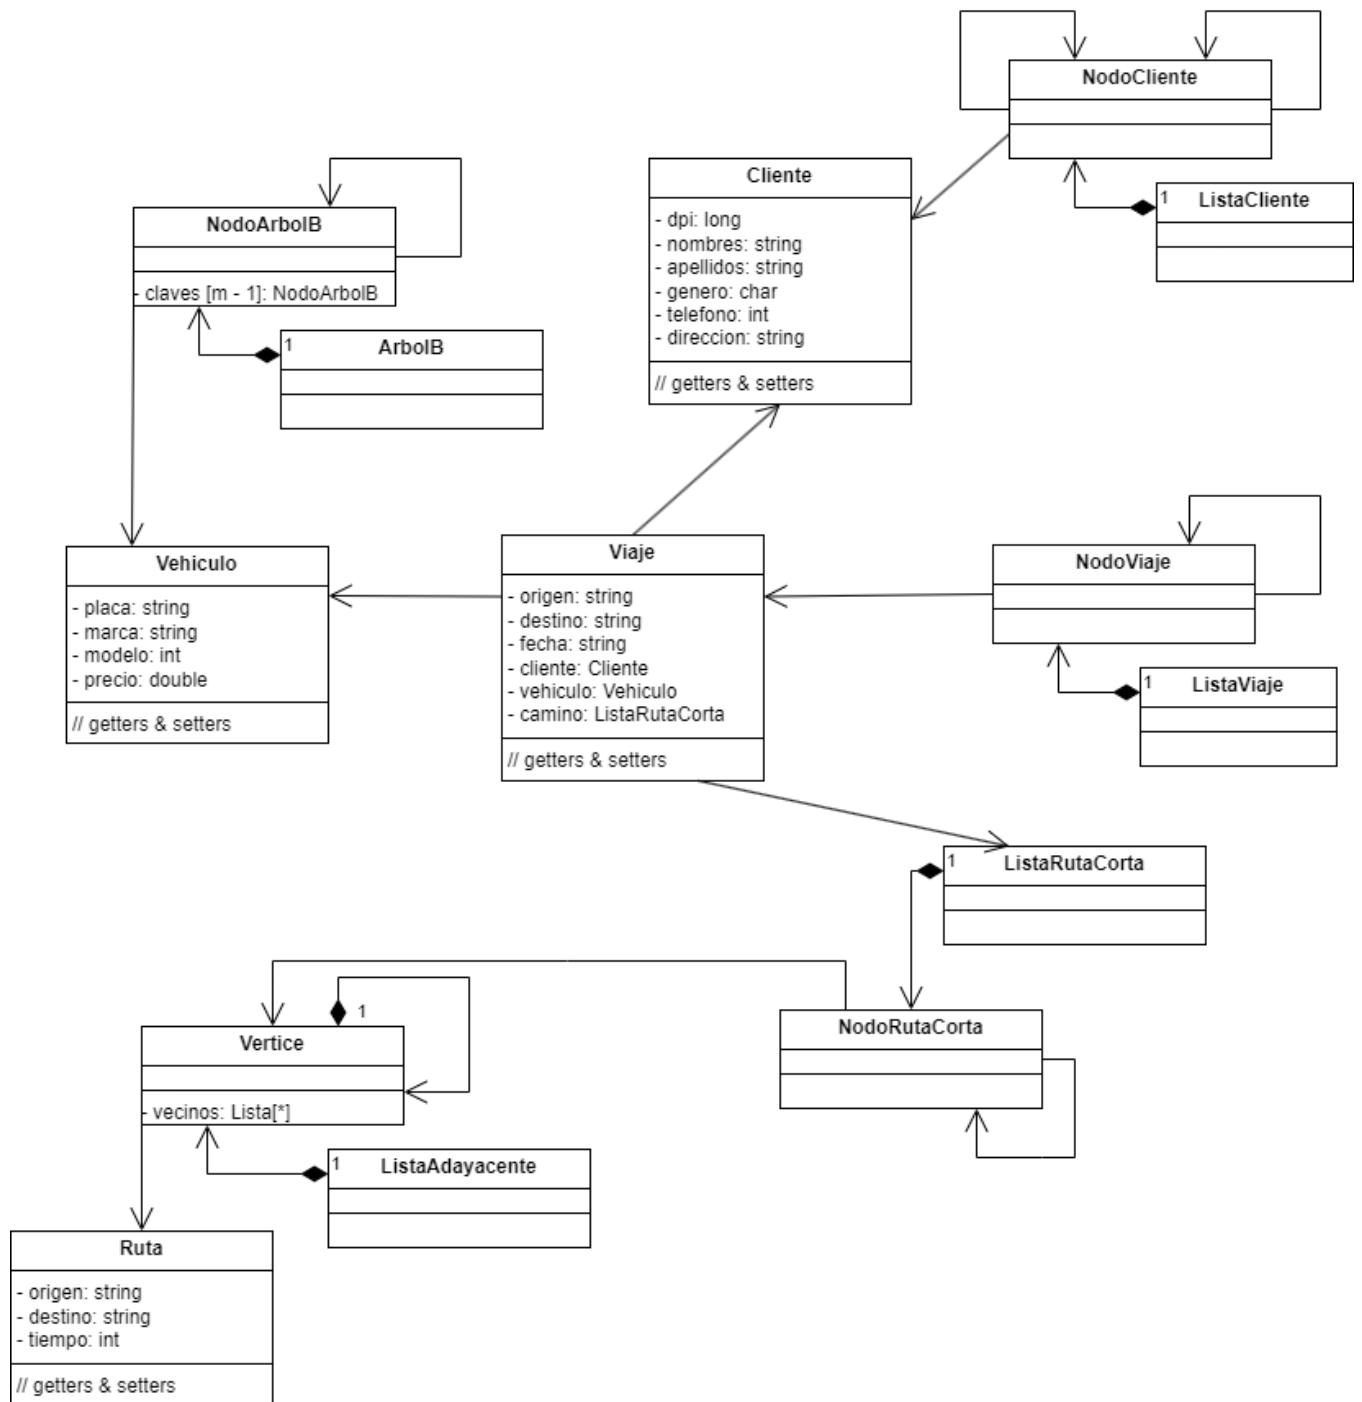 NodoCliente
1 ListaCliente
Cliente
- dpi: long
- nombres: string
- apellidos: string
- genero: char
- telefono: int
- direccion: string
// getters & setters
NodoArbolB
- claves [m - 1]: NodoArbolB
1 ArbolB
Vehiculo
- placa: string
- marca: string
- modelo: int
- precio: double
// getters & setters
Viaje
- origen: string
- destino: string
- fecha: string
- cliente: Cliente
- vehiculo: Vehiculo
- camino: ListaRutaCorta
// getters & setters
NodoViaje
1 ListaViaje
1 ListaRutaCorta
NodoRutaCorta
1
Vertice
- vecinos: Lista[*]
1 ListaAdayacente
Ruta
- origen: string
- destino: string
- tiempo: int
// getters & setters